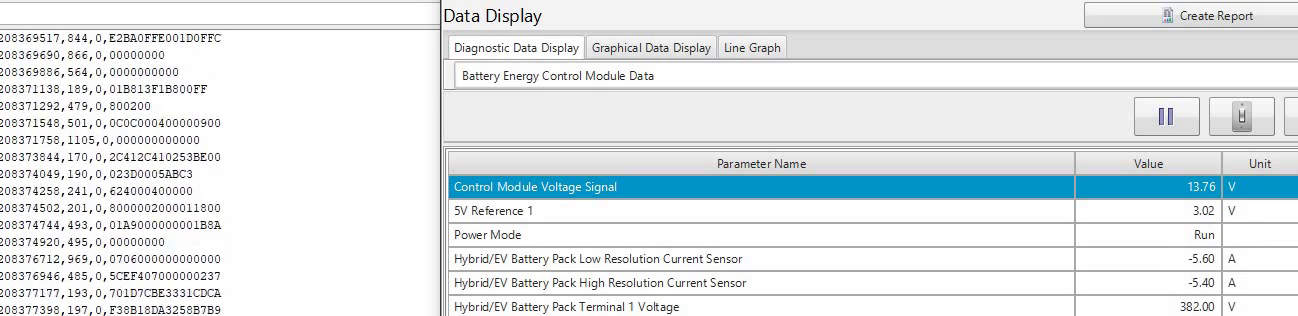 208369517,844,0,E2BA0FFE001D0FFC
208369690,866,0,00000000
208369886,564,0,0000000000
208371138,189,0,01B813F1B800FF
208371292,479,0,800200
208371548,501,0,0C0C000400000900
208371758,1105,0,000000000000
208373844,170,0,2C412C410253BE00
208374049,190,0,023D0005ABC3
208374258,241,0,624000400000
208374502,201,0,8000002000011800
208374744,493,0,01A9000000001B8A
208374920,495,0,00000000
208376712,969,0,0706000000000000
208376946,485,0,5CEF407000000237
208377177,193,0,701D7CBE3331CDCA
208377398,197,0,F38B18DA3258B7B9
Data Display
Create Report
Diagnostic Data Display Graphical Data Display Line Graph
Battery Energy Control Module Data
Parameter Name Value Unit
Control Module Voltage Signal 13.76 V
5V Reference 1 3.02 V
Power Mode Run
Hybrid/EV Battery Pack Low Resolution Current Sensor -5.60 A
Hybrid/EV Battery Pack High Resolution Current Sensor -5.40 A
Hybrid/EV Battery Pack Terminal 1 Voltage 382.00 V